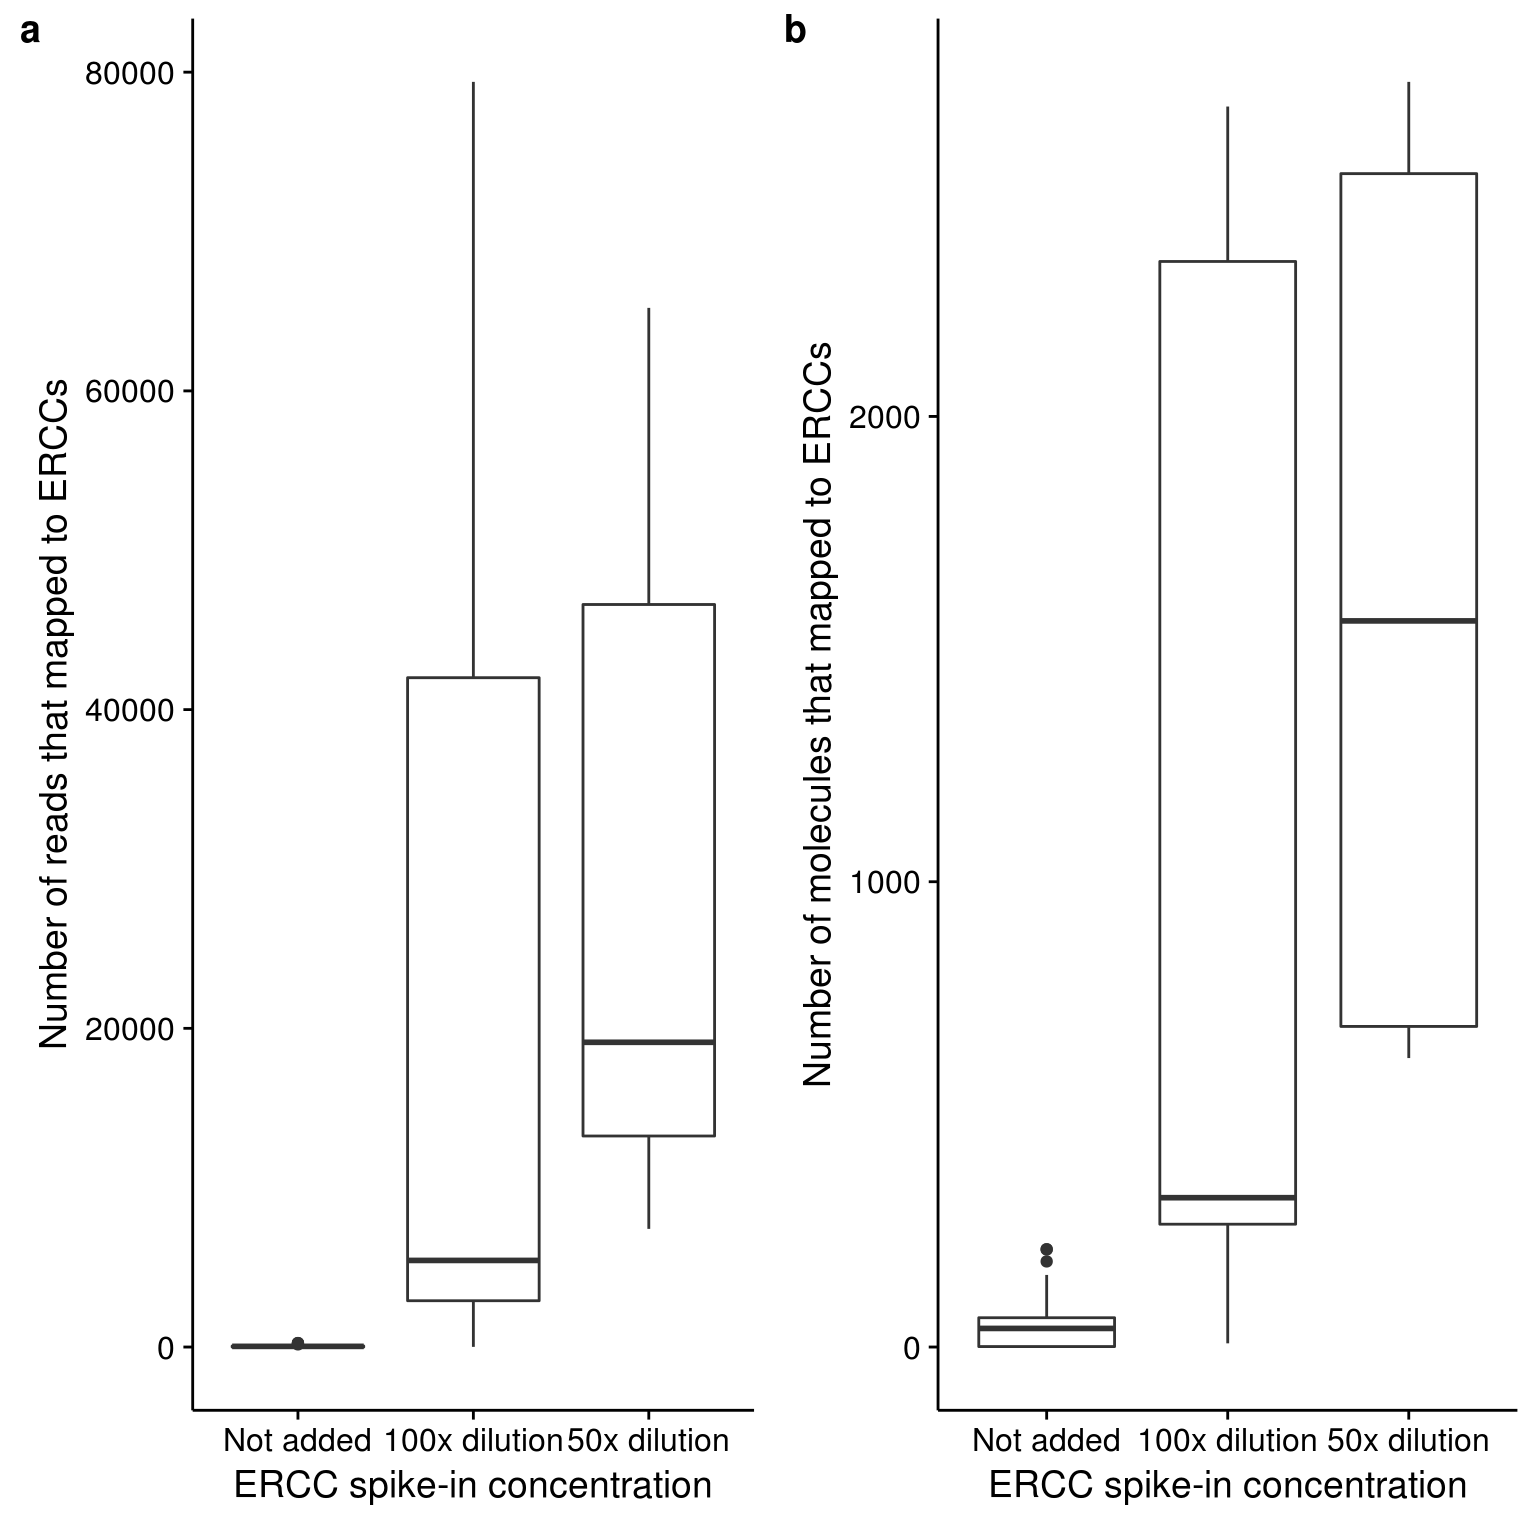 a
Number of reads that mapped to ERCCs
80000
60000
40000
20000
0
Not added 100x dilution 50x dilution
ERCC spike-in concentration
b
Number of molecules that mapped to ERCCs
2000
1000
0
Not added 100x dilution 50x dilution
ERCC spike-in concentration